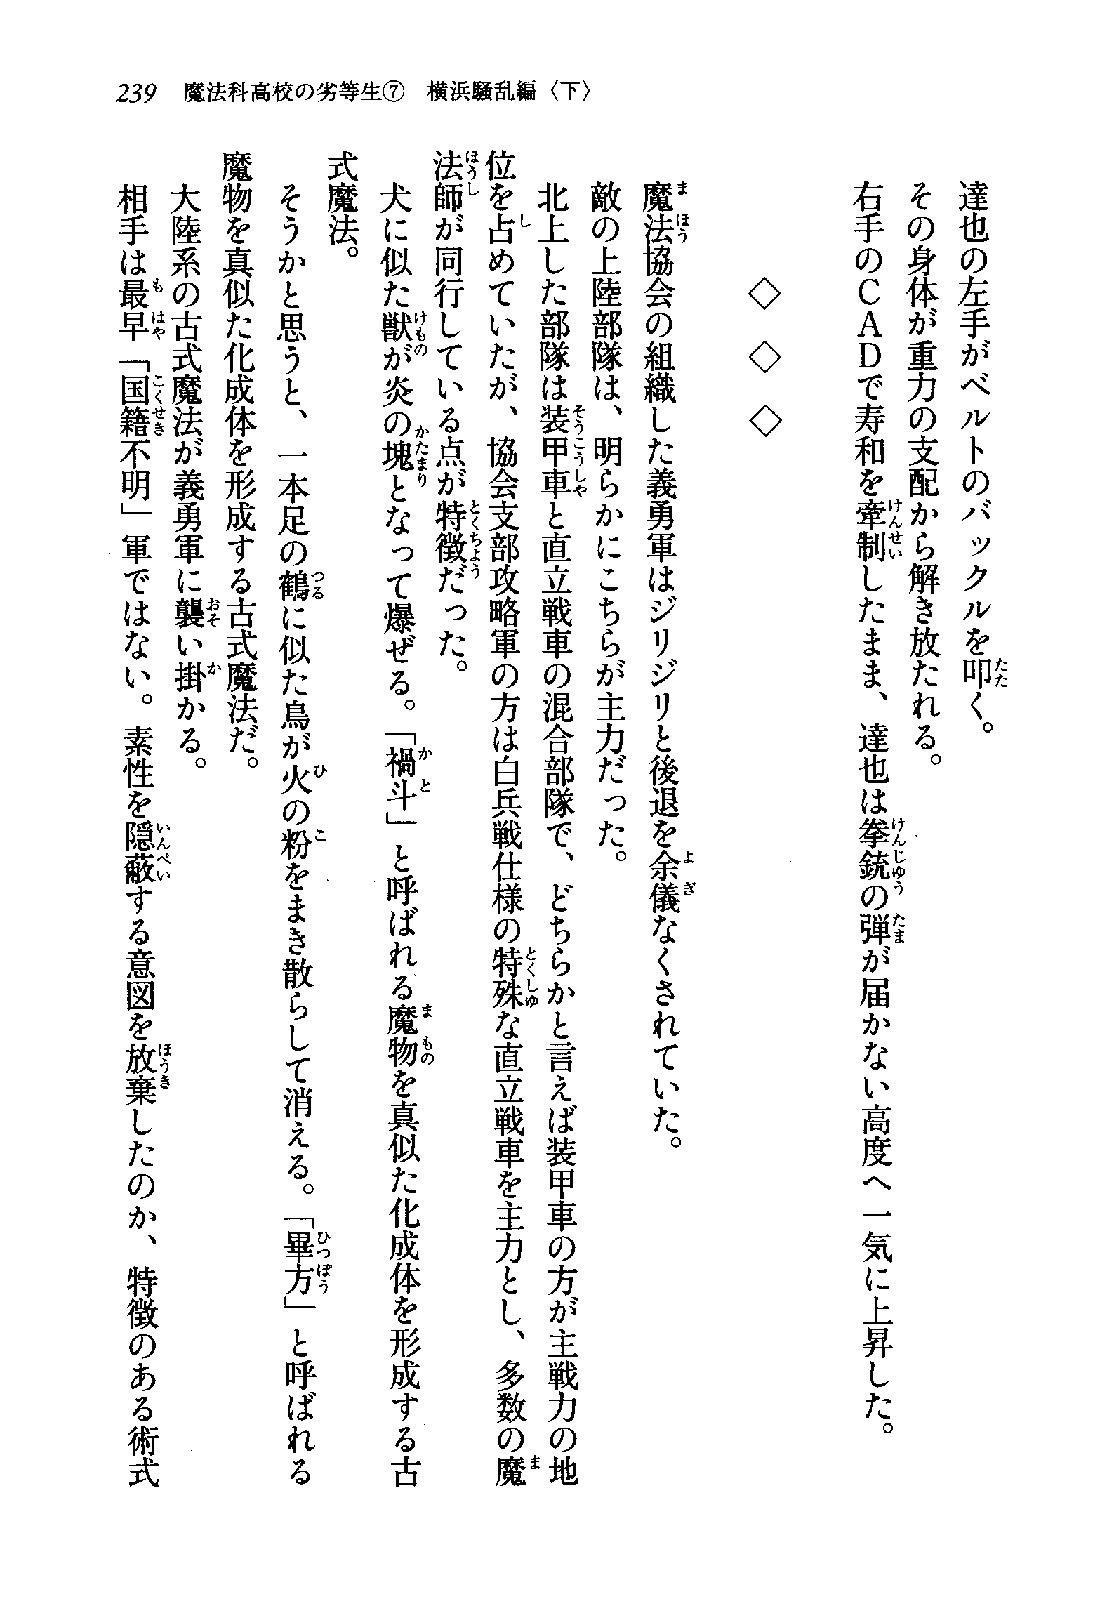 239 魔法科高校の劣等生⑦ 横浜騒乱編〈下〉
達也の左手がベルトのバックルを叩く。
その身体が重力の支配から解き放たれる。
右手のＣＡＤで寿和を牽制したまま、達也は拳銃の弾が届かない高度へ一気に上昇した。
◇ ◇ ◇
魔法協会の組織した義勇軍はジリジリと後退を余儀なくされていた。
敵の上陸部隊は、明らかにこちらが主力だった。
北上した部隊は装甲車と直立戦車の混合部隊で、どちらかと言えば装甲車の方が主戦力の地
位を占めていたが、協会支部攻略軍の方は白兵戦仕様の特殊な直立戦車を主力とし、多数の魔
法師が同行している点が特徴だった。
犬に似た獣が炎の塊となって爆ぜる。「禍斗」と呼ばれる魔物を真似た化成体を形成する古
式魔法。
そうかと思うと、一本足の鶴に似た鳥が火の粉をまき散らして消える。「畢方」と呼ばれる
魔物を真似た化成体を形成する古式魔法だ。
大陸系の古式魔法が義勇軍に襲い掛かる。
相手は最早「国籍不明」軍ではない。素性を隠蔽する意図を放棄したのか、特徴のある術式